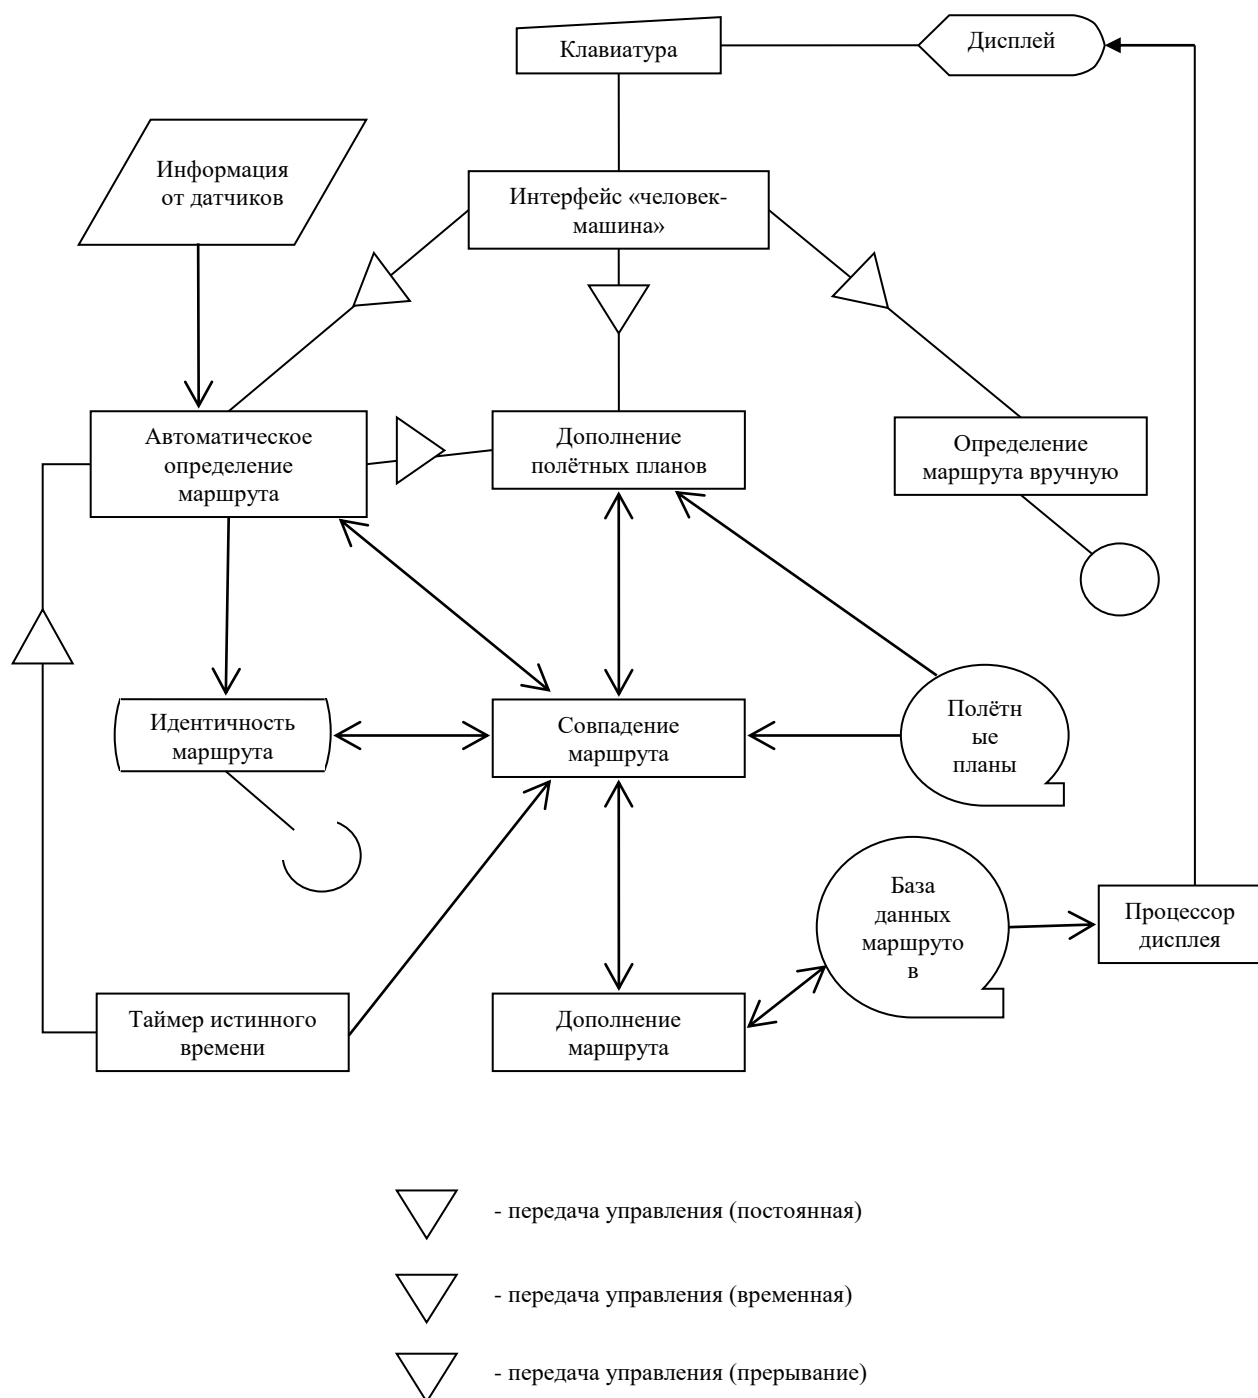 Клавиатура
Дисплей
Информация
от датчиков
Интерфейс «человек-
машина»
Автоматическое
определение
маршрута
Дополнение
полётных планов
Определение
маршрута вручную
Идентичность
маршрута
Совпадение
маршрута
Полётн
ые
планы
База
данных
маршруто
в
Процессор
дисплея
Таймер истинного
времени
Дополнение
маршрута
- передача управления (постоянная)
- передача управления (временная)
- передача управления (прерывание)